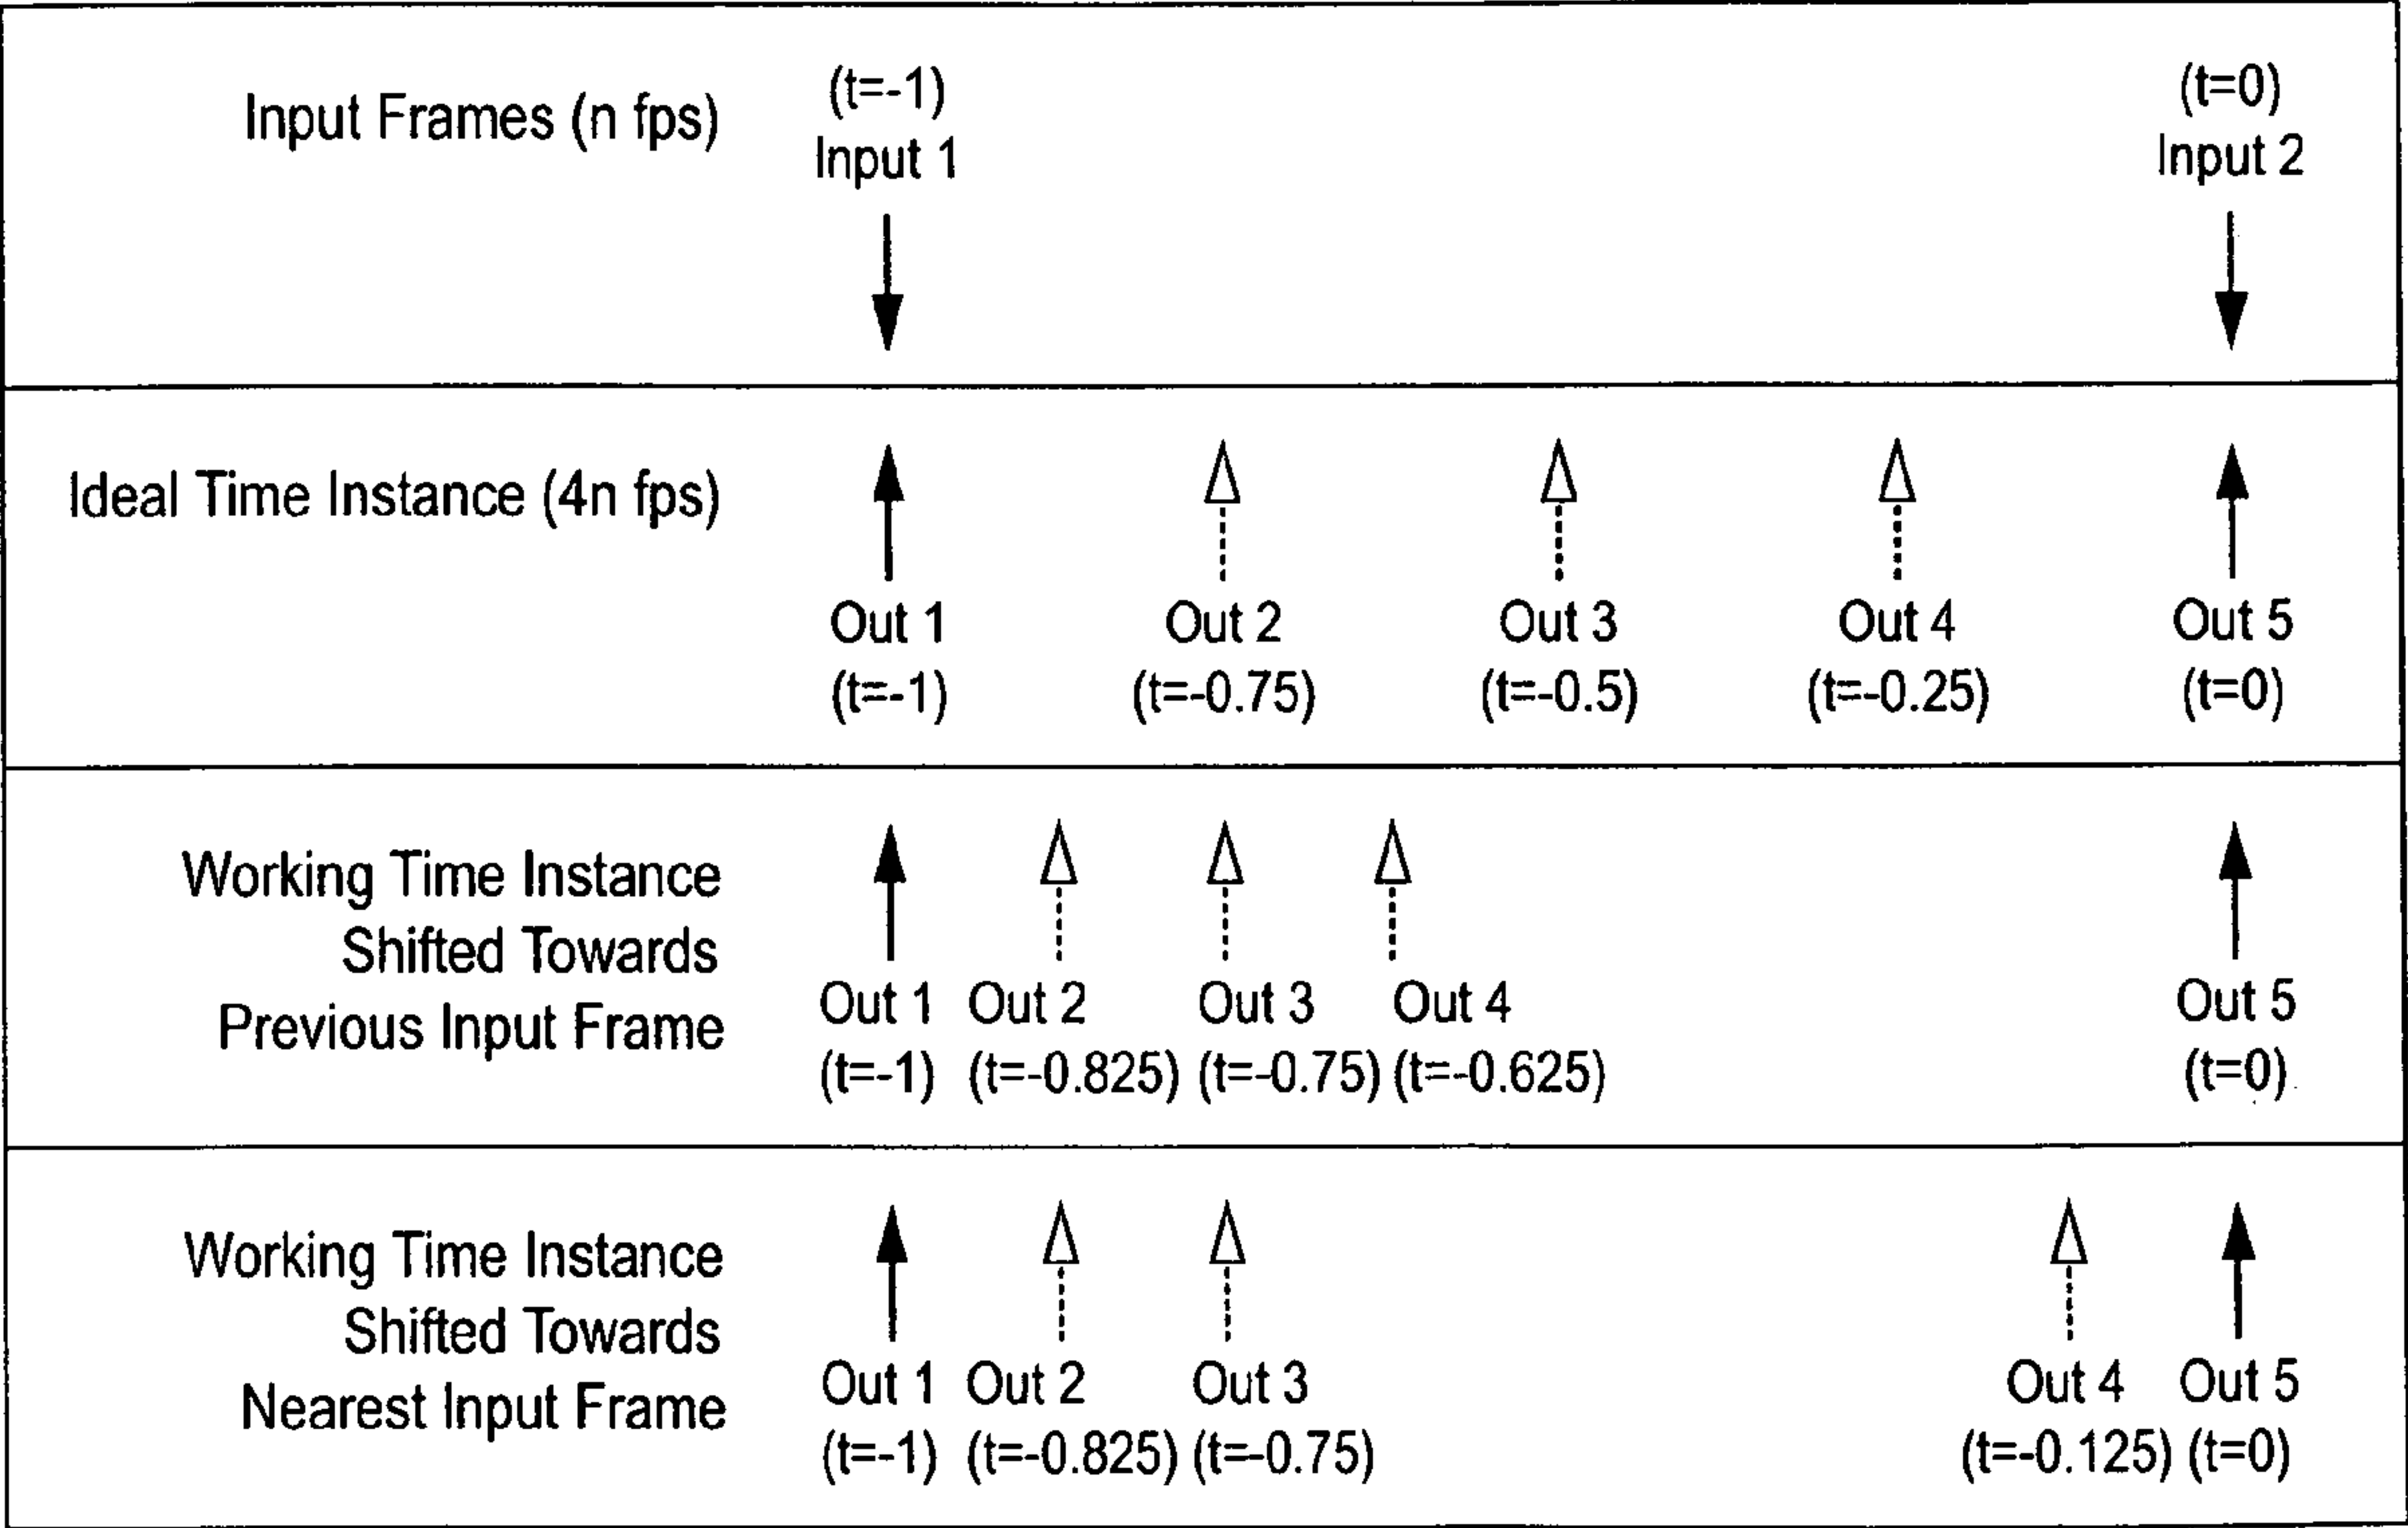 Input Frames (n fps)
(t=-1)
Input 1
(t=0)
Input 2
Ideal Time Instance (4n fps)
Out 1 Out 2 Out 3 Out 4 Out 5
(t=-1) (t=-0.75) (t=-0.5) (t=-0.25) (t=0)
Working Time Instance
Shifted Towards
Previous Input Frame
Out 1 Out 2 Out 3 Out 4 Out 5
(t=-1) (t=-0.825) (t=-0.75) (t=-0.625) (t=0)
Working Time Instance
Shifted Towards
Nearest Input Frame
Out 1 Out 2 Out 3 Out 4 Out 5
(t=-1) (t=-0.825) (t=-0.75) (t=-0.125) (t=0)